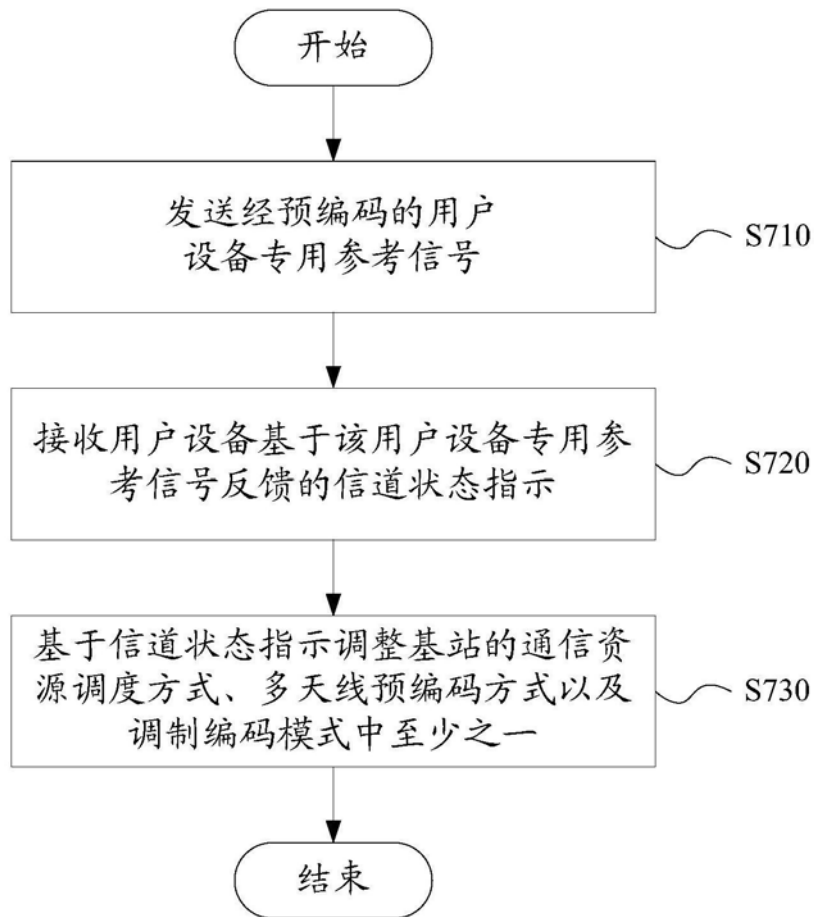 开始
发送经预编码的用户
设备专用参考信号
S710
接收用户设备基于该用户设备专用参
考信号反馈的信道状态指示
S720
基于信道状态指示调整基站的通信资
源调度方式、多天线预编码方式以及
调制编码模式中至少之一
S730
结束